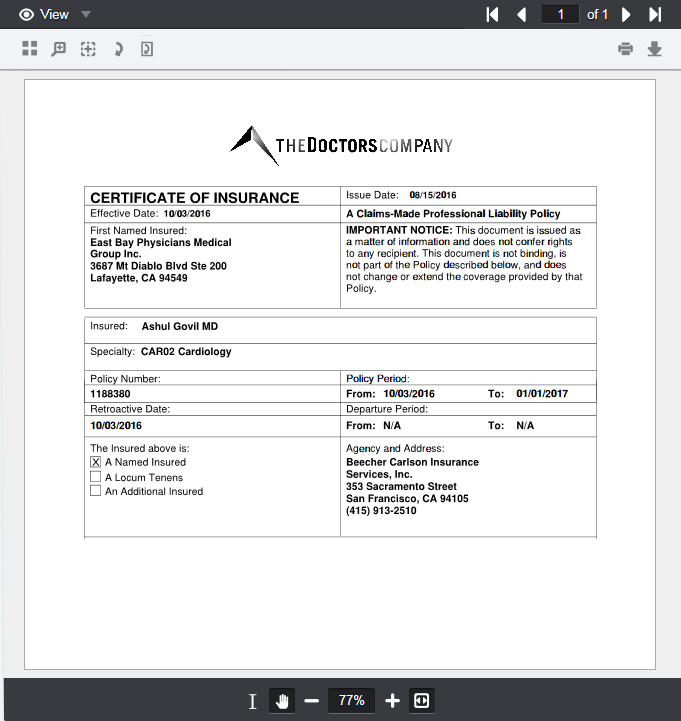 View
1 of 1
THEDOCTORSCOMPANY
CERTIFICATE OF INSURANCE
Issue Date: 08/15/2016
Effective Date: 10/03/2016
A Claims-Made Professional Liability Policy
First Named Insured:
East Bay Physicians Medical
Group Inc.
3687 Mt Diablo Blvd Ste 200
Lafayette, CA 94549
IMPORTANT NOTICE: This document is issued as
a matter of information and does not confer rights
to any recipient. This document is not binding, is
not part of the Policy described below, and does
not change or extend the coverage provided by that
Policy.
Insured: Ashul Govil MD
Specialty: CAR02 Cardiology
Policy Number:
1188380
Policy Period:
From: 10/03/2016 To: 01/01/2017
Retroactive Date:
10/03/2016
Departure Period:
From: N/A To: N/A
The Insured above is:
X A Named Insured
A Locum Tenens
An Additional Insured
Agency and Address:
Beecher Carlson Insurance
Services, Inc.
353 Sacramento Street
San Francisco, CA 94105
(415) 913-2510
77%